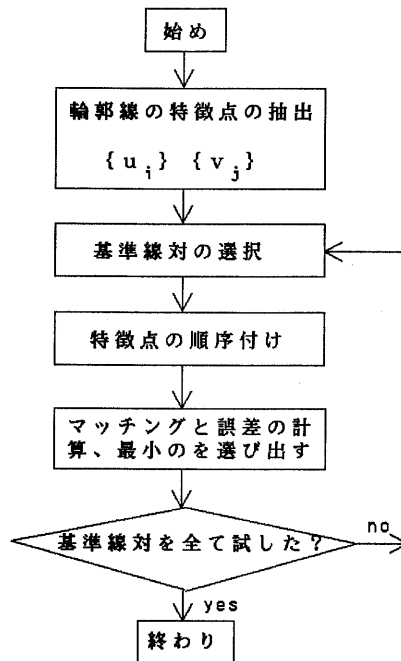 始め
輪郭線の特徴点の抽出
{u_i} {v_j}
基準線対の選択
特徴点の順序付け
マッチングと誤差の計
算、最小のを選び出す
基準線対を全て試した？
no
yes
終わり